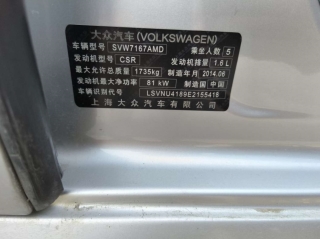 大众汽车(VOLKSWAGEN)
车辆型号 SVW7167AMD 乘坐人数 5
发动机型号 CSR 发动机排量 1.6 L
最大允许总质量 1735kg 制造年月 2014.06
发动机最大净功率 81 kW 制造国 中国
车辆识别代号 LSVNU4189E2155418
上海大众汽车有限公司